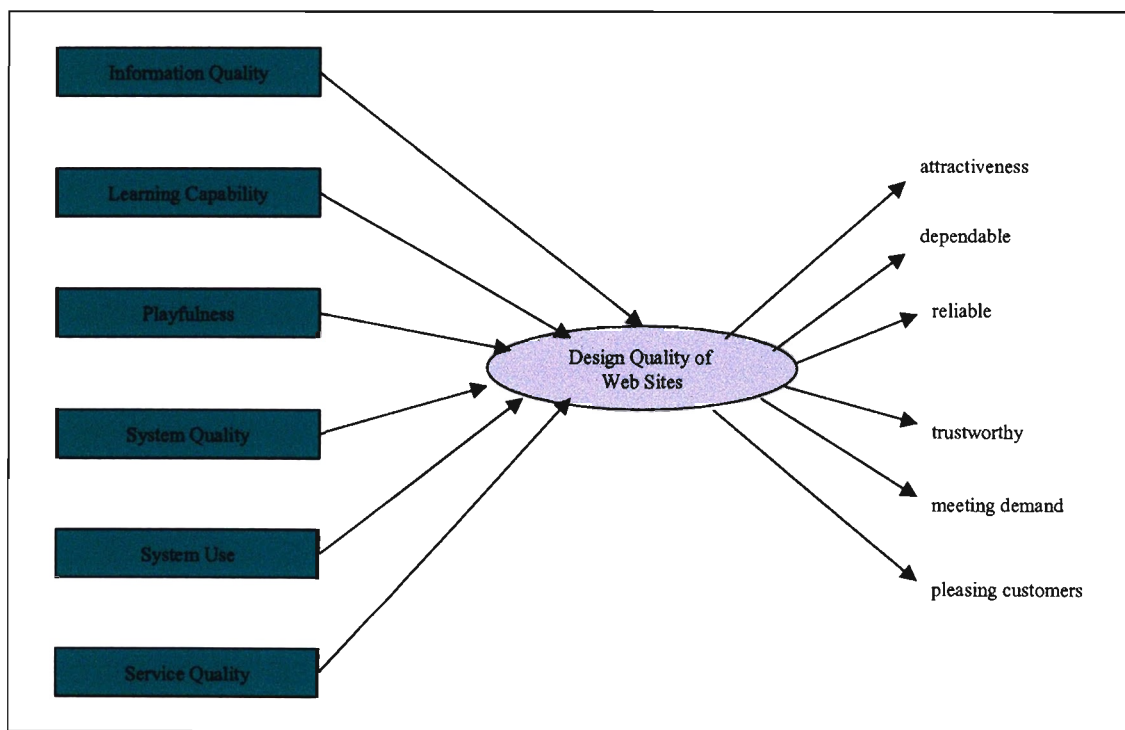 Information Quality
Learning Capability
Playfulness
System Quality
System Use
Service Quality
Design Quality of
Web Sites
attractiveness
dependable
reliable
trustworthy
meeting demand
pleasing customers